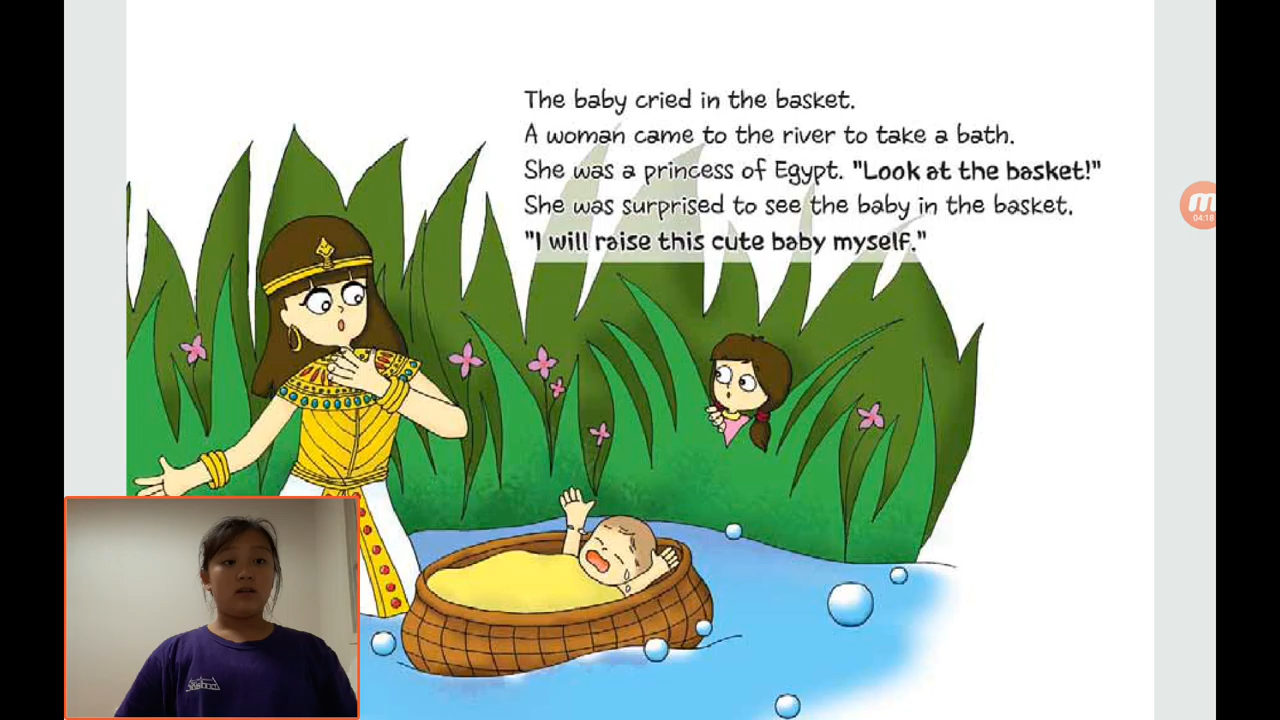 The baby cried in the basket.
A woman came to the river to take a bath.
She was a princess of Egypt. "Look at the basket!"
She was surprised to see the baby in the basket.
"I will raise this cute baby myself."
M
04:18